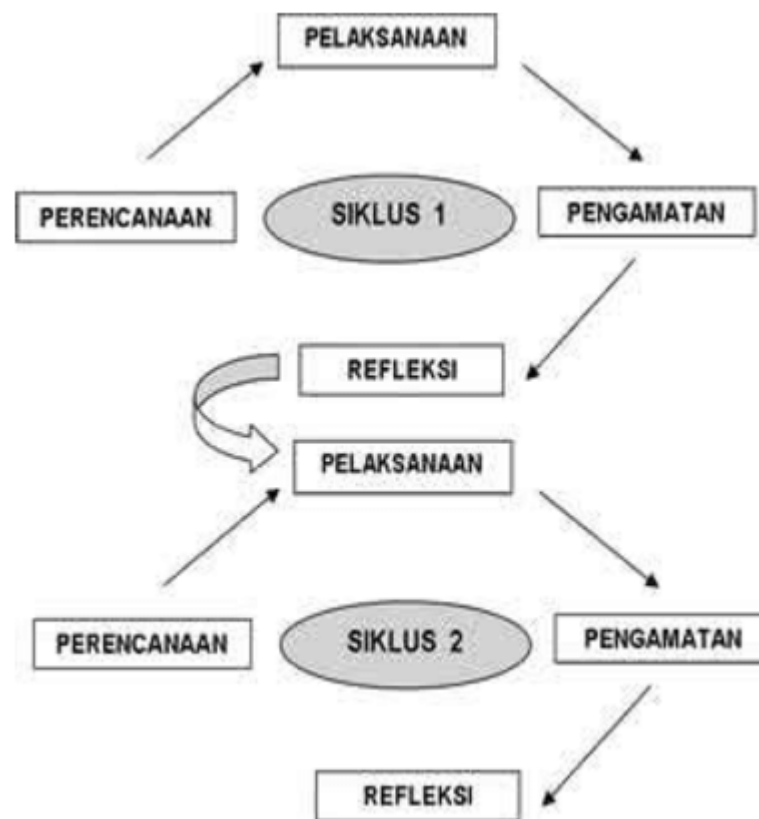 PELAKSANAAN
PERENCANAAN
SIKLUS 1
PENGAMATAN
REFLEKSI
PELAKSANAAN
PERENCANAAN
SIKLUS 2
PENGAMATAN
REFLEKSI